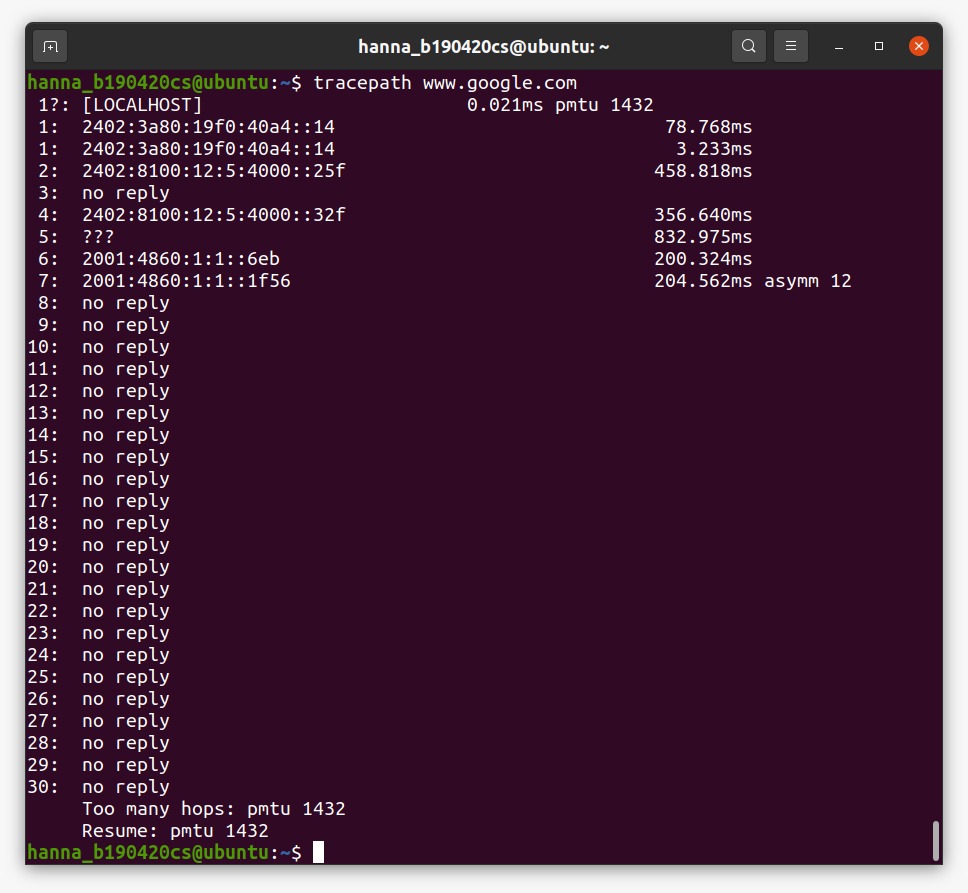 hanna_b190420cs@ubuntu: ~
hanna_b190420cs@ubuntu:~$ tracepath www.google.com
1?: [LOCALHOST] 0.021ms pmtu 1432
1: 2402:3a80:19f0:40a4::14 78.768ms
1: 2402:3a80:19f0:40a4::14 3.233ms
2: 2402:8100:12:5:4000::25f 458.818ms
3: no reply
4: 2402:8100:12:5:4000::32f 356.640ms
5: ??? 832.975ms
6: 2001:4860:1:1::6eb 200.324ms
7: 2001:4860:1:1::1f56 204.562ms asymm 12
8: no reply
9: no reply
10: no reply
11: no reply
12: no reply
13: no reply
14: no reply
15: no reply
16: no reply
17: no reply
18: no reply
19: no reply
20: no reply
21: no reply
22: no reply
23: no reply
24: no reply
25: no reply
26: no reply
27: no reply
28: no reply
29: no reply
30: no reply
Too many hops: pmtu 1432
Resume: pmtu 1432
hanna_b190420cs@ubuntu:~$